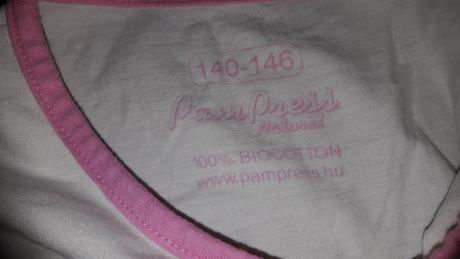 140-146
PamPress
Natural
100% BIOCOTTON
www.pampress.hu